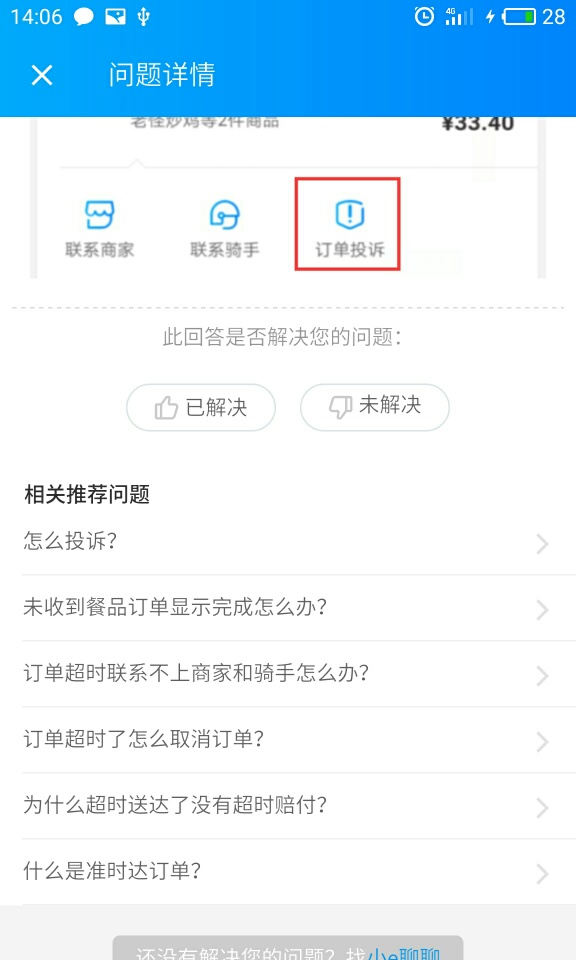 14:06
4G
28
问题详情
老怪炒鸡等2件商品
¥33.40
联系商家
联系骑手
订单投诉
此回答是否解决您的问题：
已解决
未解决
相关推荐问题
怎么投诉？
未收到餐品订单显示完成怎么办？
订单超时联系不上商家和骑手怎么办？
订单超时了怎么取消订单？
为什么超时送达了没有超时赔付？
什么是准时达订单？
还没有解决您的问题？找小e聊聊